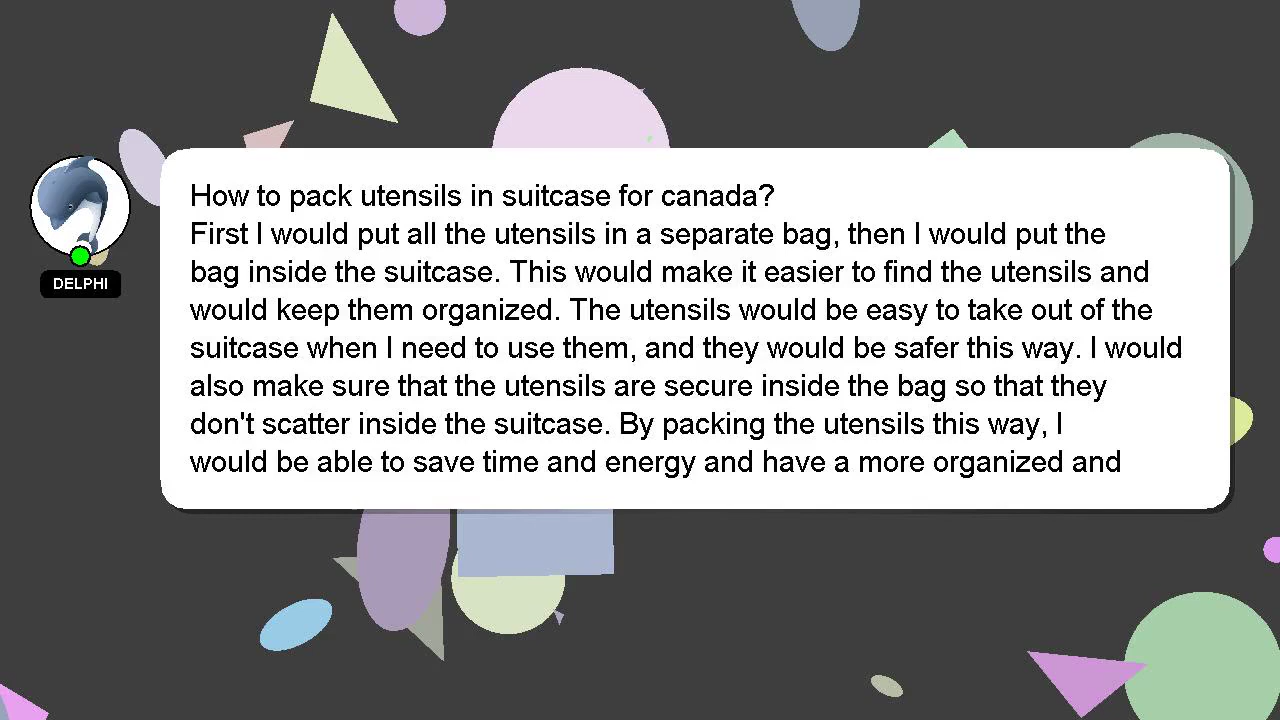 How to pack utensils in suitcase for canada?
First I would put all the utensils in a separate bag, then I would put the
bag inside the suitcase. This would make it easier to find the utensils and
would keep them organized. The utensils would be easy to take out of the
suitcase when I need to use them, and they would be safer this way. I would
also make sure that the utensils are secure inside the bag so that they
don't scatter inside the suitcase. By packing the utensils this way, I
would be able to save time and energy and have a more organized and
DELPHI